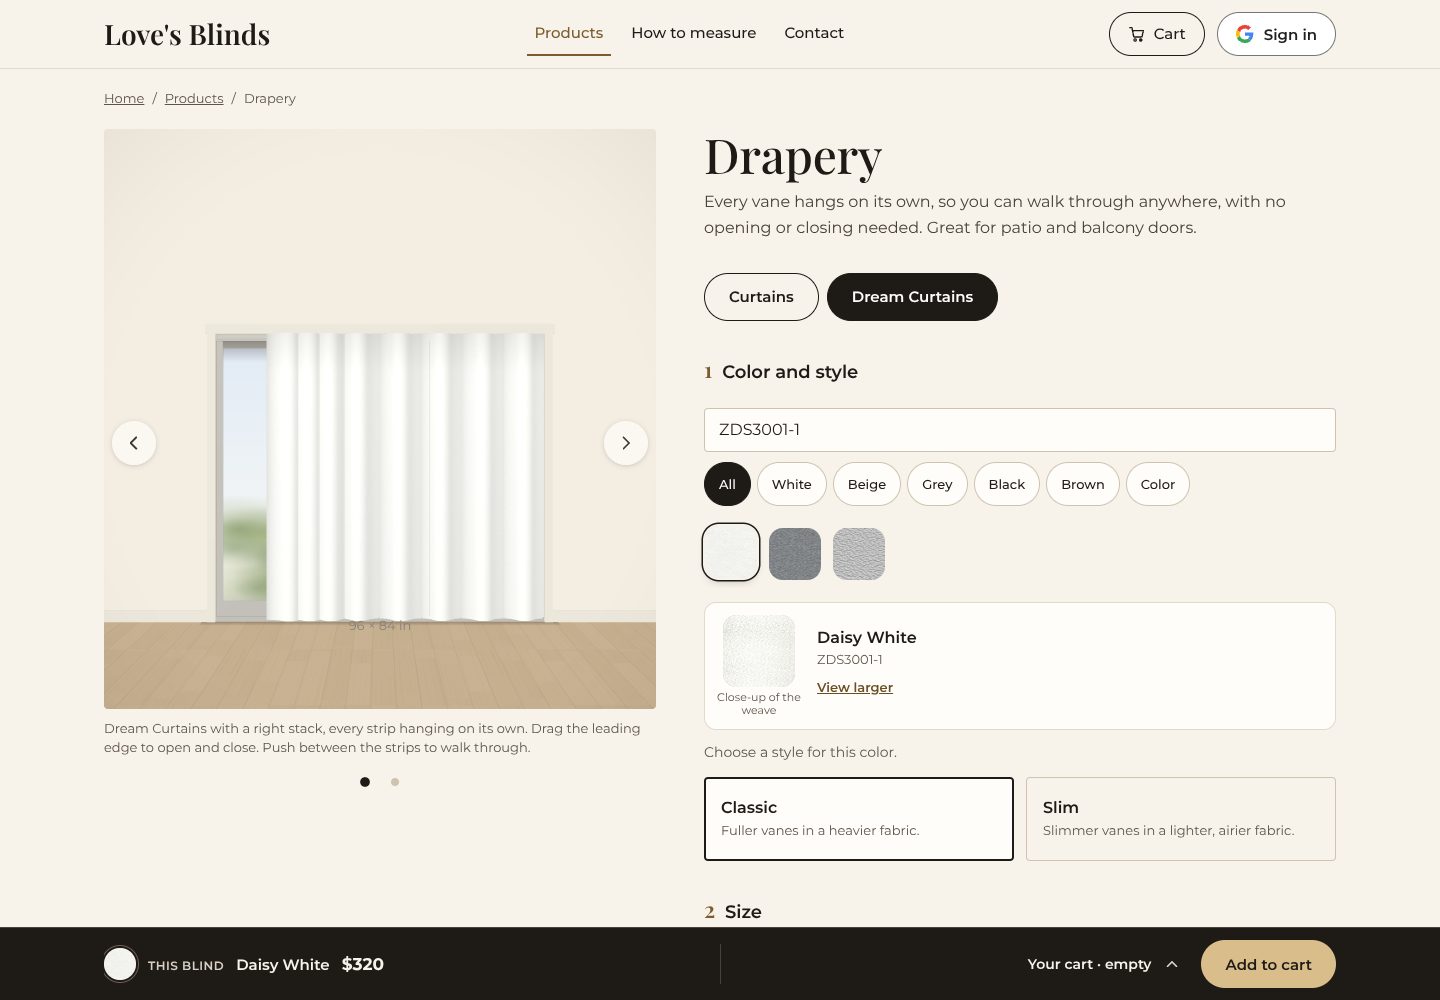 Love's Blinds
Products
How to measure
Contact
Cart
Sign in
Home / Products / Drapery
96 × 84 in
Dream Curtains with a right stack, every strip hanging on its own. Drag the leading
edge to open and close. Push between the strips to walk through.
Drapery
Every vane hangs on its own, so you can walk through anywhere, with no
opening or closing needed. Great for patio and balcony doors.
Curtains
Dream Curtains
1 Color and style
ZDS3001-1
All
White
Beige
Grey
Black
Brown
Color
Daisy White
ZDS3001-1
View larger
Close-up of the
weave
Choose a style for this color.
Classic
Fuller vanes in a heavier fabric.
Slim
Slimmer vanes in a lighter, airier fabric.
2 Size
THIS BLIND Daisy White $320
Your cart · empty
Add to cart